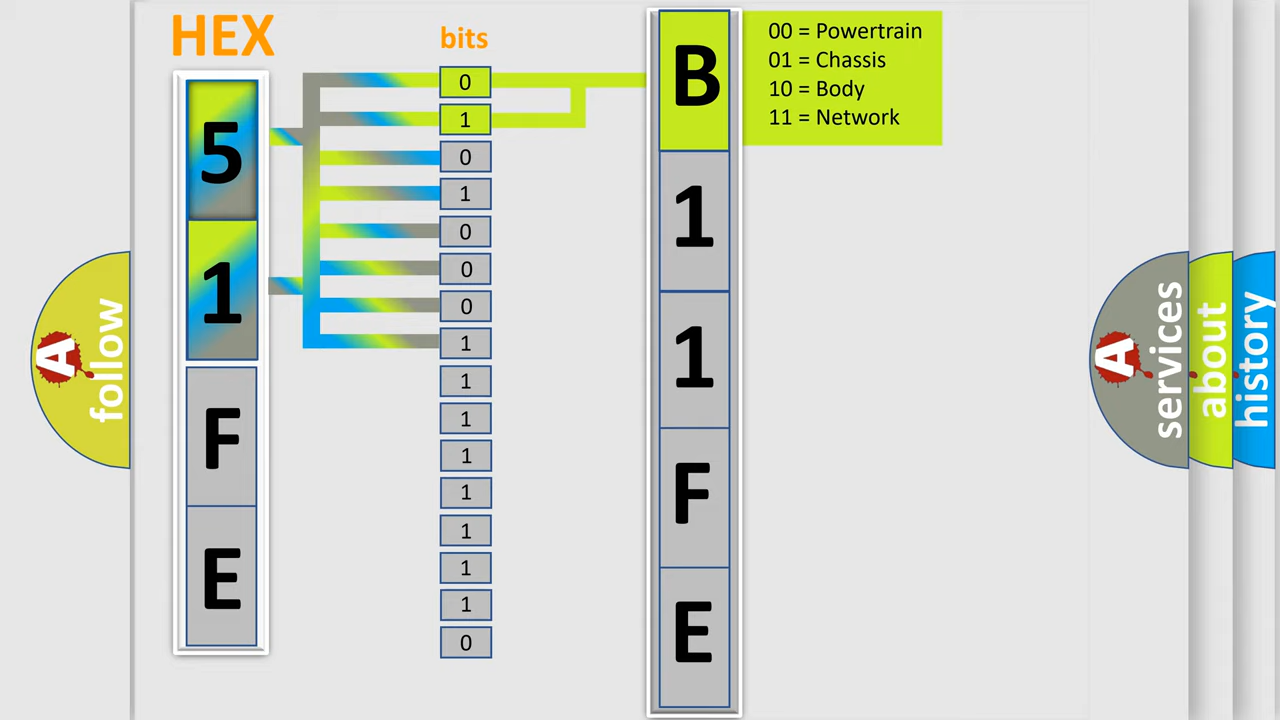 HEX
bits
5
1
F
E
0
1
0
1
0
0
0
1
1
1
1
1
1
1
1
0
B
1
1
F
E
00 = Powertrain
01 = Chassis
10 = Body
11 = Network
A
follow
A
services
about
history